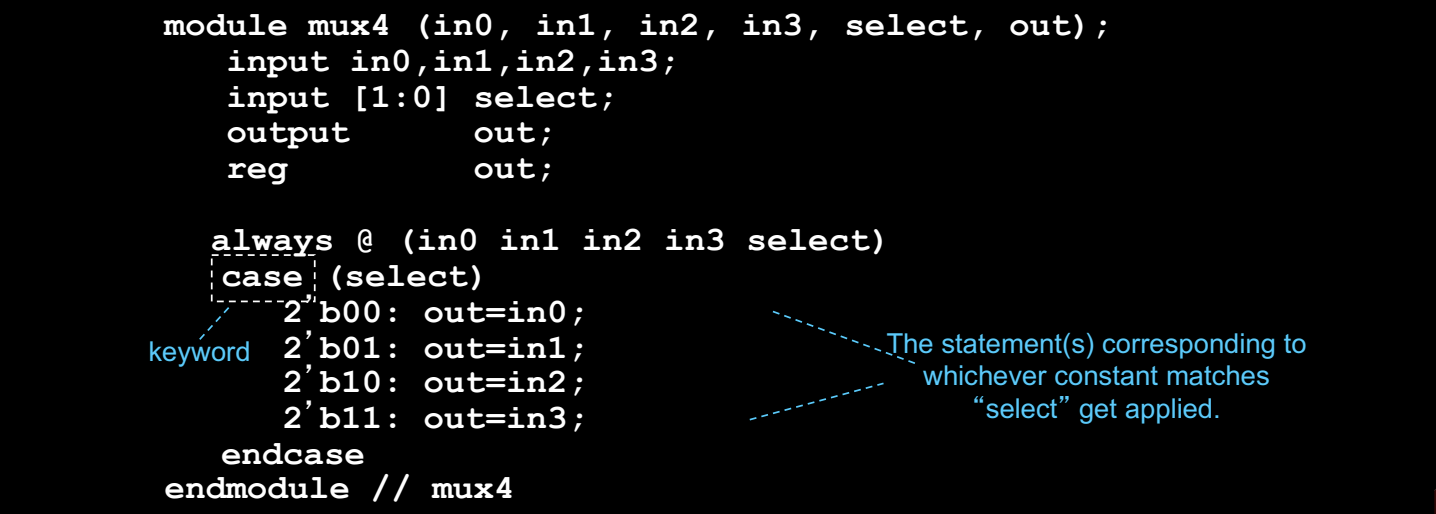 module mux4 (in0, in1, in2, in3, select, out);
input in0,in1,in2,in3;
input [1:0] select;
output out;
reg out;
always @ (in0 in1 in2 in3 select)
case (select)
2’b00: out=in0;
2’b01: out=in1;
2’b10: out=in2;
2’b11: out=in3;
endcase
endmodule // mux4
keyword
The statement(s) corresponding to
whichever constant matches
“select” get applied.